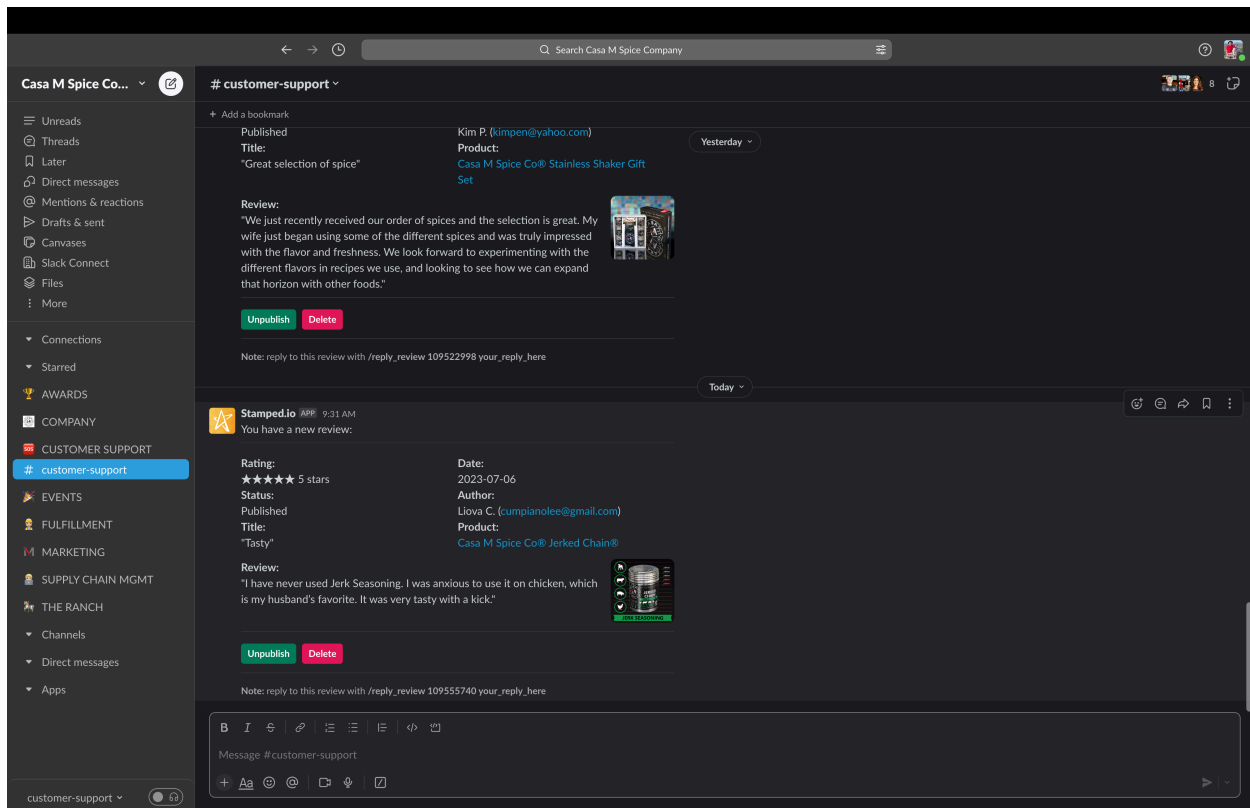 Search Casa M Spice Company
Casa M Spice Co...
Unreads
Threads
Later
Direct messages
Mentions & reactions
Drafts & sent
Canvases
Slack Connect
Files
More
Connections
Starred
AWARDS
COMPANY
SOS CUSTOMER SUPPORT
# customer-support
EVENTS
FULFILLMENT
M MARKETING
SUPPLY CHAIN MGMT
THE RANCH
Channels
Direct messages
Apps
customer-support
# customer-support
8
+ Add a bookmark
Yesterday
Published
Kim P. (kimpen@yahoo.com)
Title:
Product:
"Great selection of spice"
Casa M Spice Co® Stainless Shaker Gift
Set
Review:
"We just recently received our order of spices and the selection is great. My
wife just began using some of the different spices and was truly impressed
with the flavor and freshness. We look forward to experimenting with the
different flavors in recipes we use, and looking to see how we can expand
that horizon with other foods."
Unpublish Delete
Note: reply to this review with /reply_review 109522998 your_reply_here
Today
Stamped.io APP 9:31 AM
You have a new review:
Rating:
Date:
★★★★★ 5 stars
2023-07-06
Status:
Author:
Published
Liova C. (cumpianolee@gmail.com)
Title:
Product:
"Tasty"
Casa M Spice Co® Jerked Chain®
Review:
"I have never used Jerk Seasoning. I was anxious to use it on chicken, which
is my husband's favorite. It was very tasty with a kick."
JERK SEASONING
Unpublish Delete
Note: reply to this review with /reply_review 109555740 your_reply_here
B I S
Message #customer-support
+ Aa @